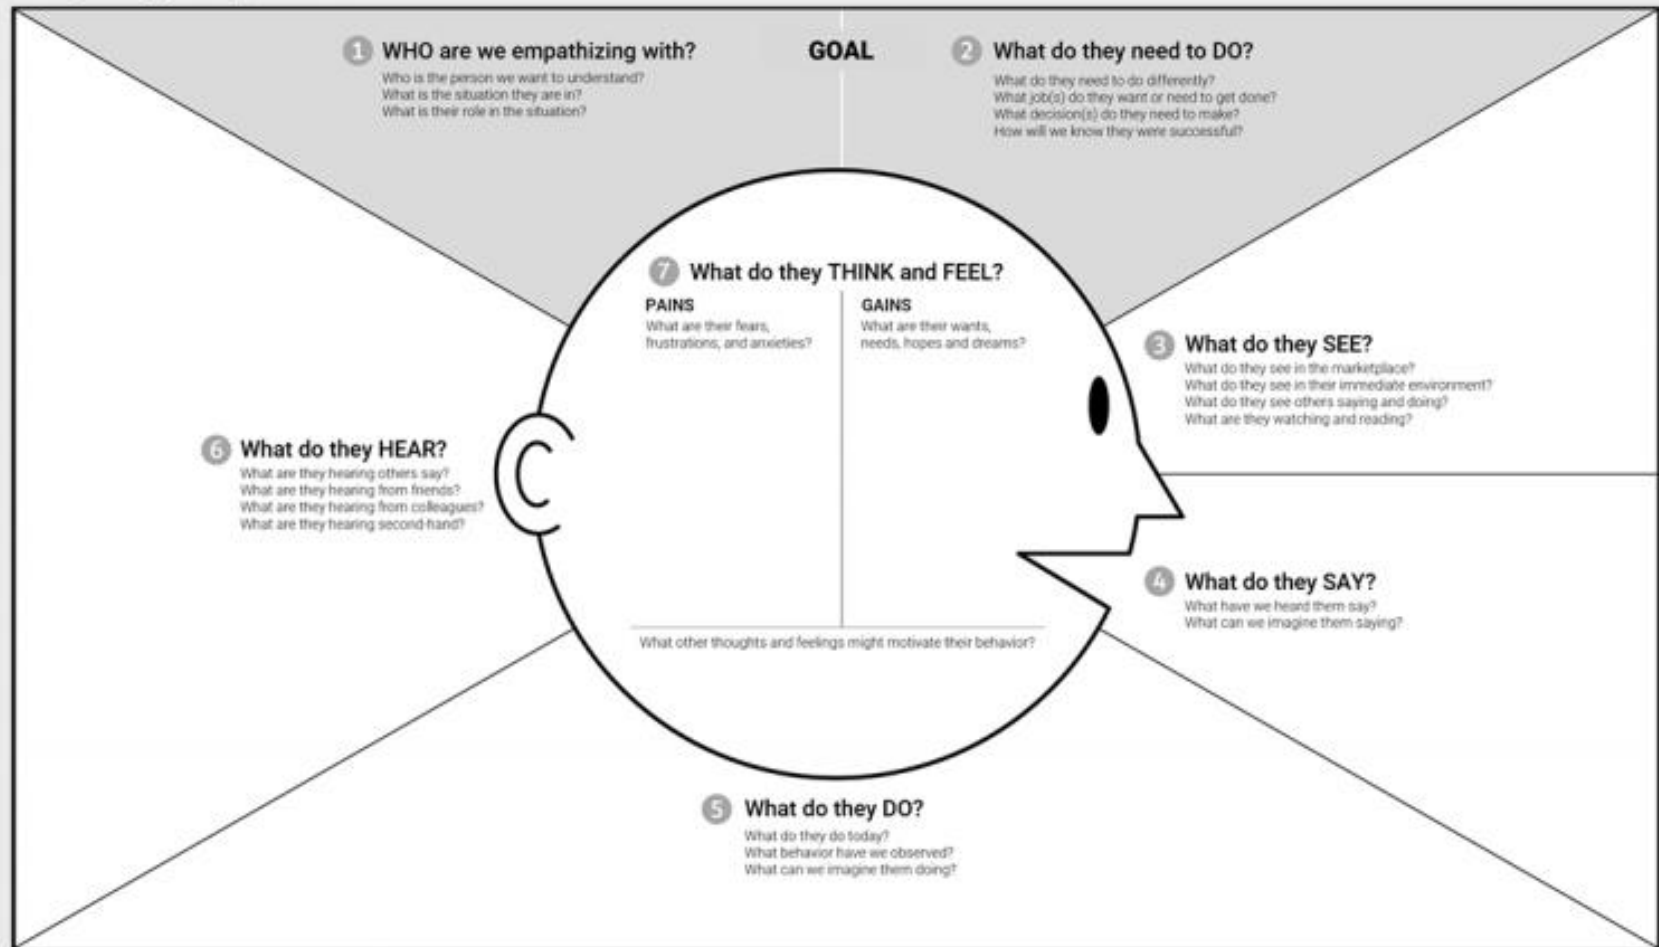 1 WHO are we empathizing with?
Who is the person we want to understand?
What is the situation they are in?
What is their role in the situation?
GOAL
2 What do they need to DO?
What do they need to do differently?
What job(s) do they want or need to get done?
What decision(s) do they need to make?
How will we know they were successful?
3 What do they SEE?
What do they see in the marketplace?
What do they see in their immediate environment?
What do they see others saying and doing?
What are they watching and reading?
4 What do they SAY?
What have we heard them say?
What can we imagine them saying?
5 What do they DO?
What do they do today?
What behavior have we observed?
What can we imagine them doing?
6 What do they HEAR?
What are they hearing others say?
What are they hearing from friends?
What are they hearing from colleagues?
What are they hearing second-hand?
7 What do they THINK and FEEL?
PAINS
What are their fears,
frustrations, and anxieties?
GAINS
What are their wants,
needs, hopes and dreams?
What other thoughts and feelings might motivate their behavior?